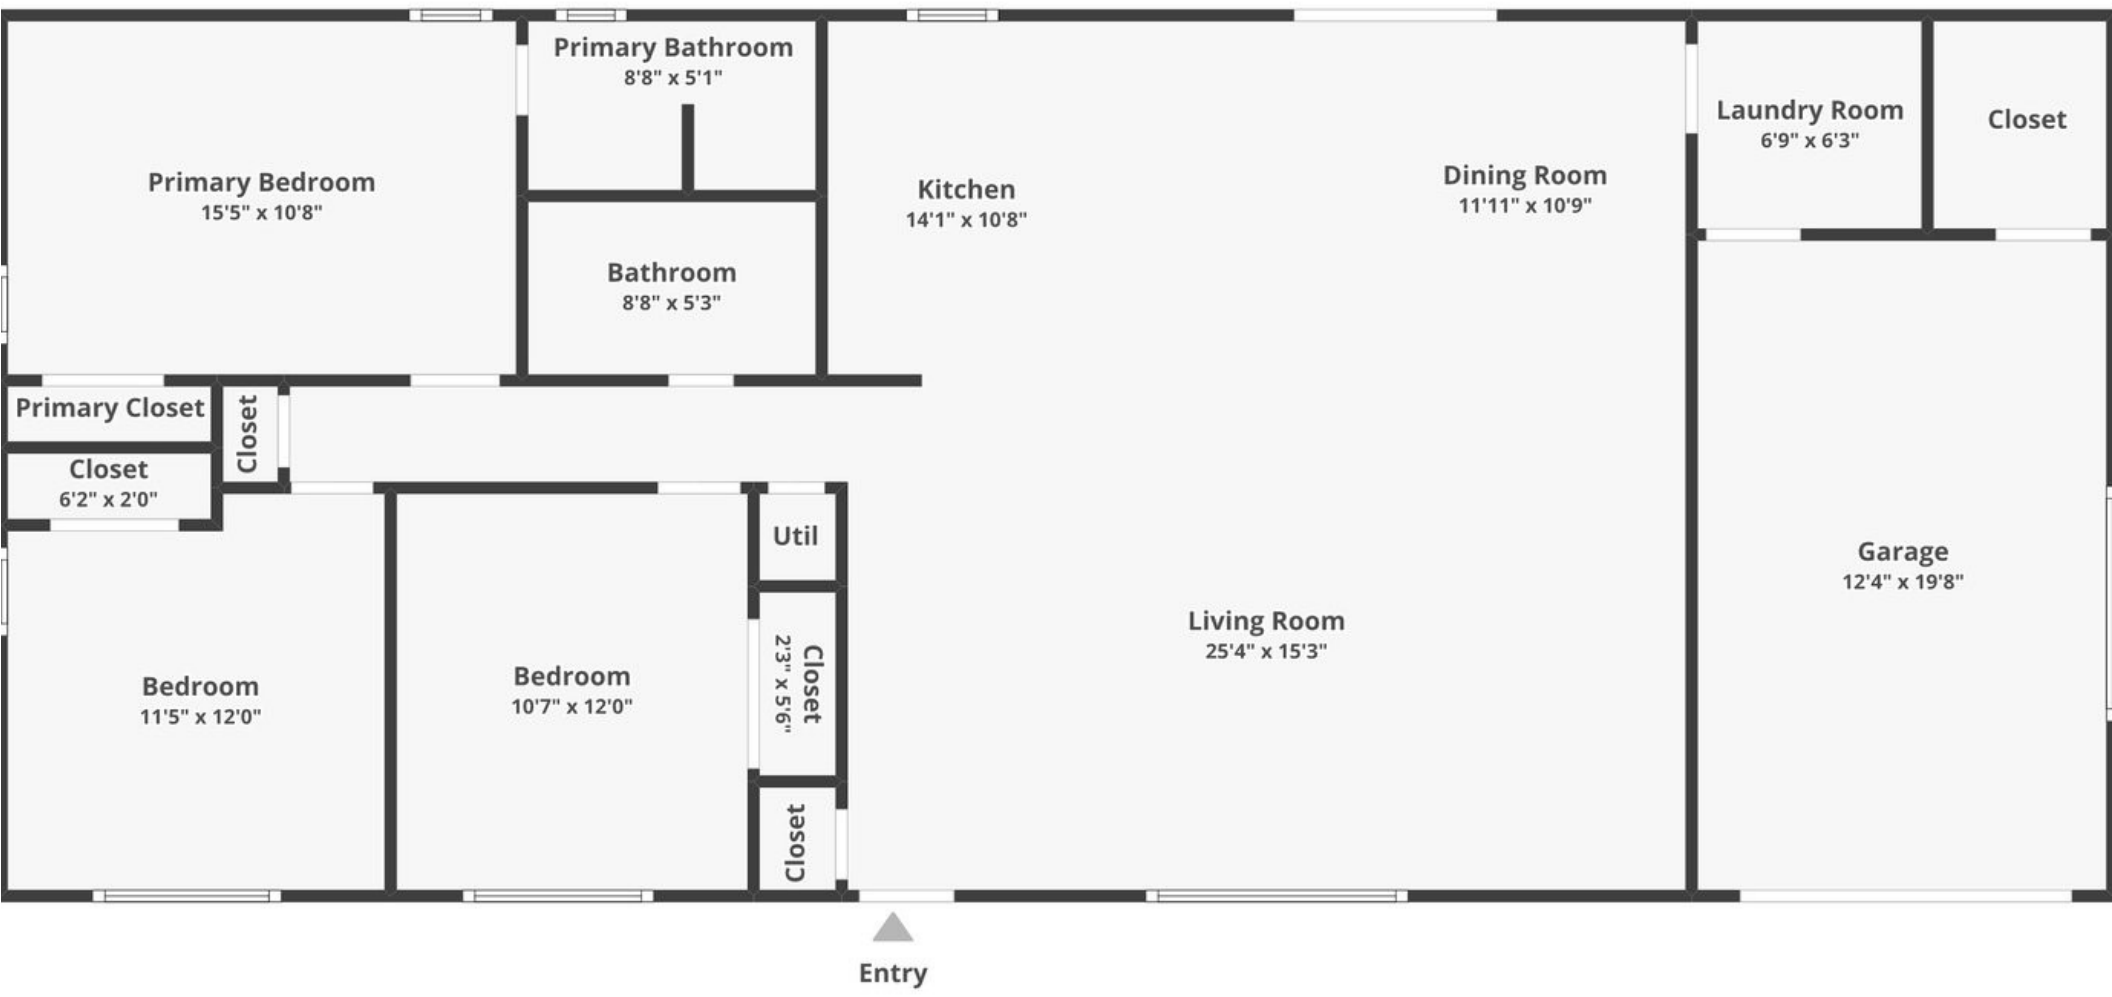 Primary Bathroom
8'8" x 5'1"
Primary Bedroom
15'5" x 10'8"
Kitchen
14'1" x 10'8"
Dining Room
11'11" x 10'9"
Laundry Room
6'9" x 6'3"
Closet
Bathroom
8'8" x 5'3"
Primary Closet
Closet
Closet
6'2" x 2'0"
Util
Bedroom
11'5" x 12'0"
Bedroom
10'7" x 12'0"
Closet
2'3" x 5'6"
Closet
Living Room
25'4" x 15'3"
Garage
12'4" x 19'8"
Entry